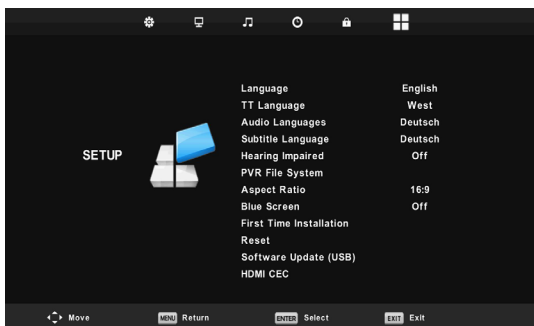 Language English
TT Language West
Audio Languages Deutsch
Subtitle Language Deutsch
SETUP
Hearing Impaired Off
PVR File System
Aspect Ratio 16:9
Blue Screen Off
First Time Installation
Reset
Software Update (USB)
HDMI CEC
Move MENU Return ENTER Select EXIT Exit